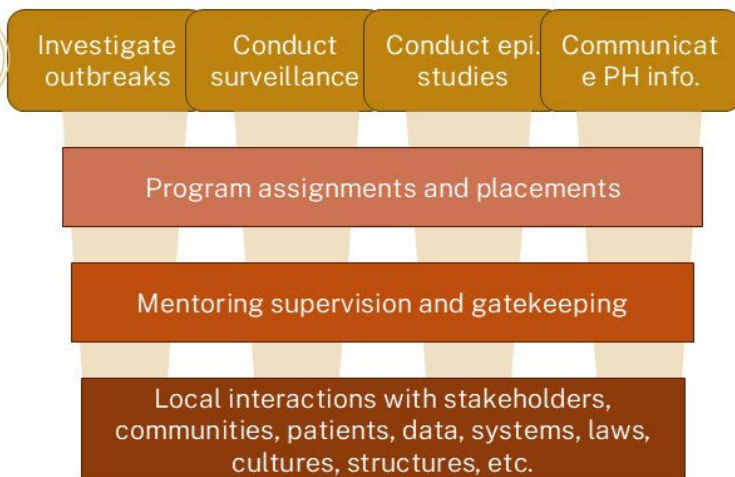 Investigate
outbreaks
Conduct
surveillance
Conduct epi.
studies
Communicat
e PH info.
Program assignments and placements
Mentoring supervision and gatekeeping
Local interactions with stakeholders,
communities, patients, data, systems, laws,
cultures, structures, etc.